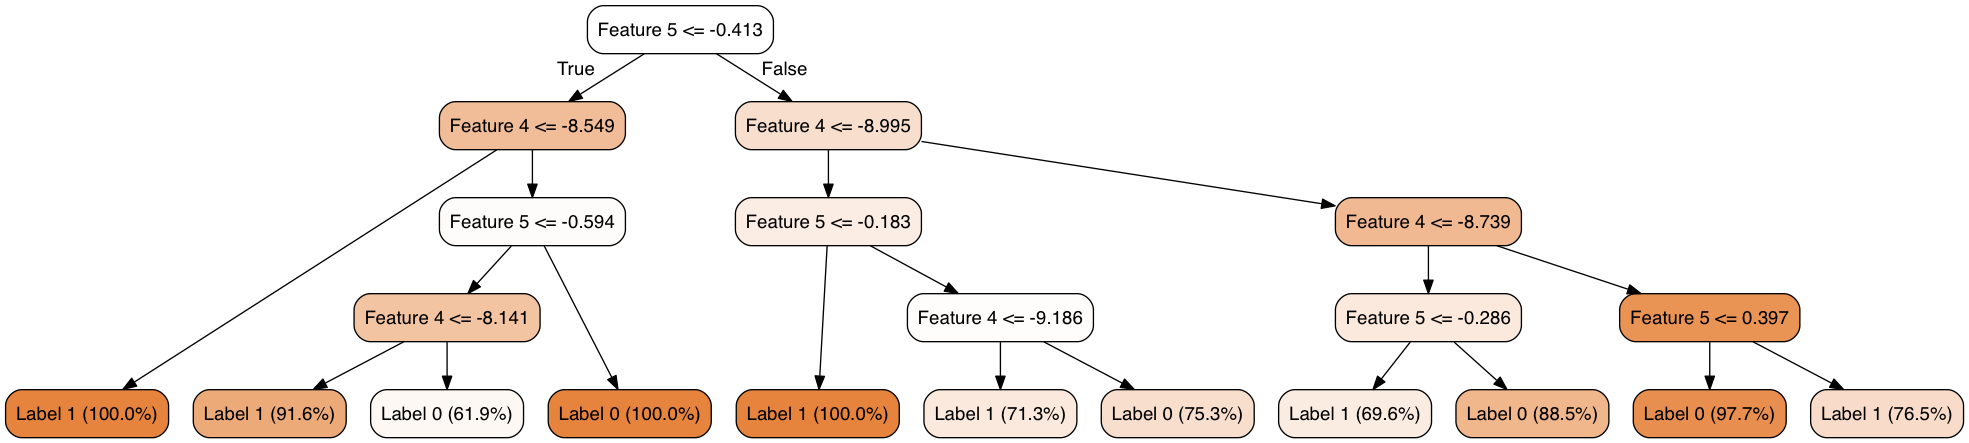 Feature 5 <= -0.413
True
False
Feature 4 <= -8.549
Feature 4 <= -8.995
Feature 5 <= -0.594
Feature 5 <= -0.183
Feature 4 <= -8.739
Feature 4 <= -8.141
Feature 4 <= -9.186
Feature 5 <= -0.286
Feature 5 <= 0.397
Label 1 (100.0%)
Label 1 (91.6%)
Label 0 (61.9%)
Label 0 (100.0%)
Label 1 (100.0%)
Label 1 (71.3%)
Label 0 (75.3%)
Label 1 (69.6%)
Label 0 (88.5%)
Label 0 (97.7%)
Label 1 (76.5%)